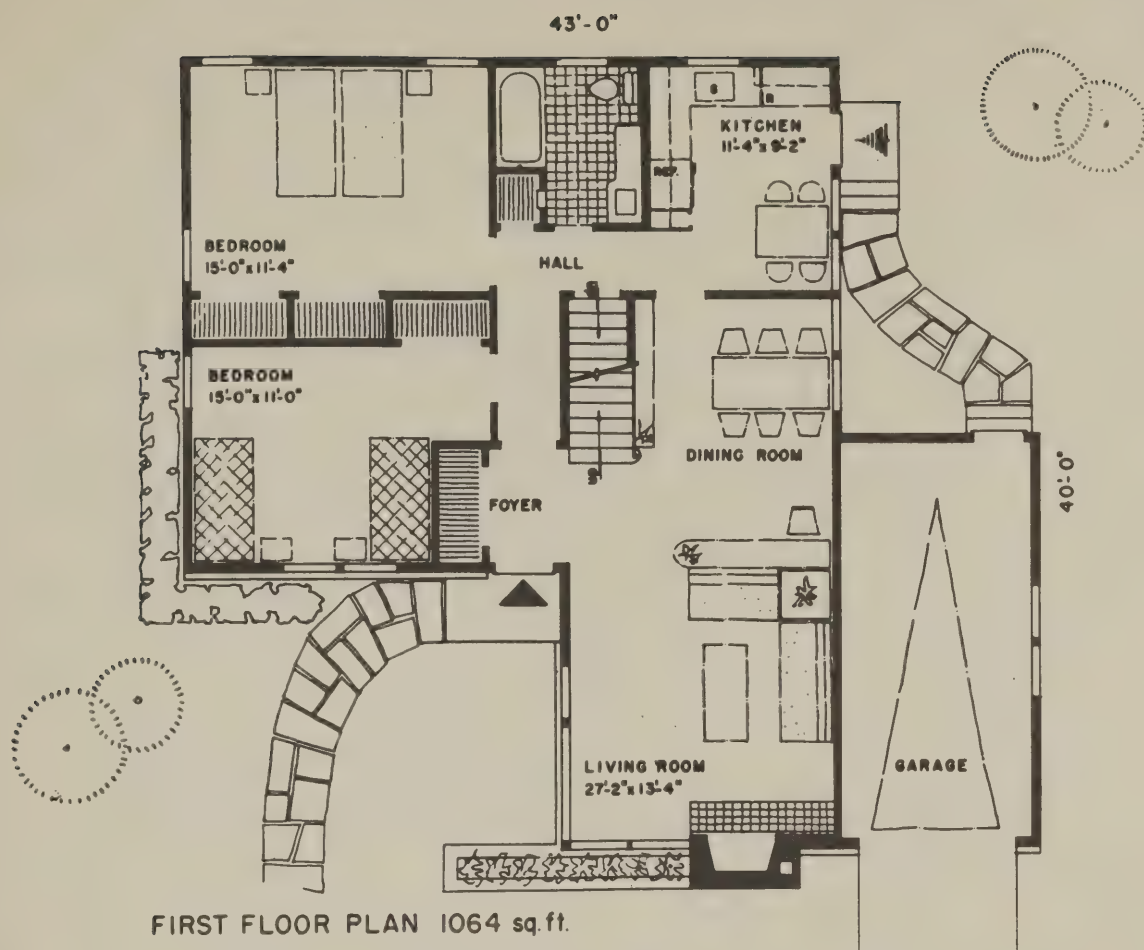 43'-0"
S
R
KITCHEN
11'-4" x 9'-2"
REF.
BEDROOM
15'-0" x 11'-4"
HALL
BEDROOM
15'-0" x 11'-0"
DINING ROOM
40'-0"
FOYER
LIVING ROOM
27'-2" x 13'-4"
GARAGE
FIRST FLOOR PLAN 1064 sq. ft.